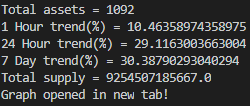 Total assets = 1092
1 Hour trend(%) = 10.46358974358975
24 Hour trend(%) = 29.1163003663004
7 Day trend(%) = 30.38790293040294
Total supply = 9254507185667.0
Graph opened in new tab!